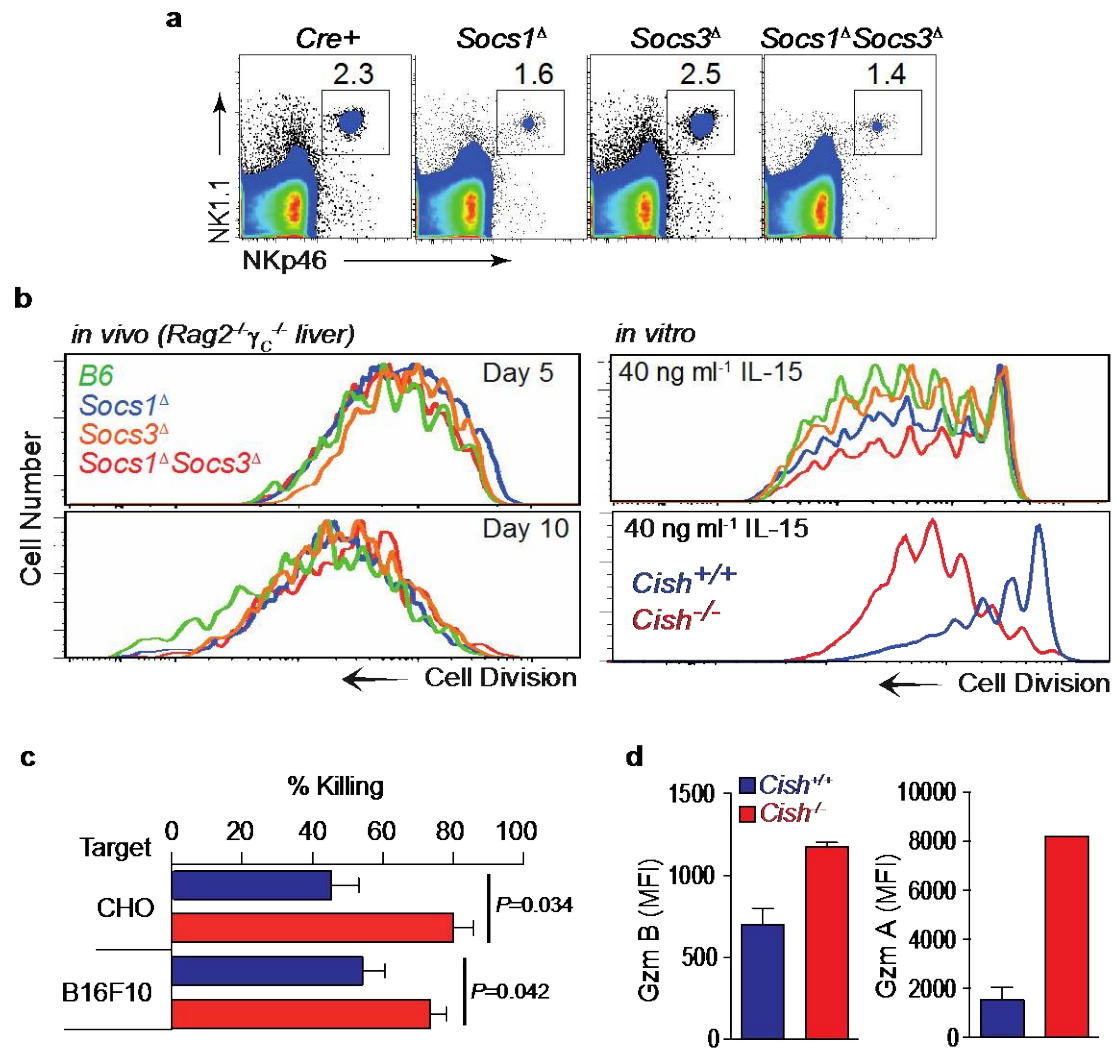 a
Cre+ Socs1Δ Socs3Δ Socs1ΔSocs3Δ
2.3 1.6 2.5 1.4
NK1.1
NKp46
b
in vivo (Rag2-/-γC-/- liver)
in vitro
B6
Socs1Δ
Socs3Δ
Socs1ΔSocs3Δ
Day 5
Day 10
Cell Number
Cell Division
40 ng ml-1 IL-15
40 ng ml-1 IL-15
Cish+/+
Cish-/-
Cell Division
c
% Killing
0 20 40 60 80 100
Target
CHO
P=0.034
B16F10
P=0.042
d
Cish+/+
Cish-/-
Gzm B (MFI)
1500
1000
500
0
Gzm A (MFI)
10000
8000
6000
4000
2000
0